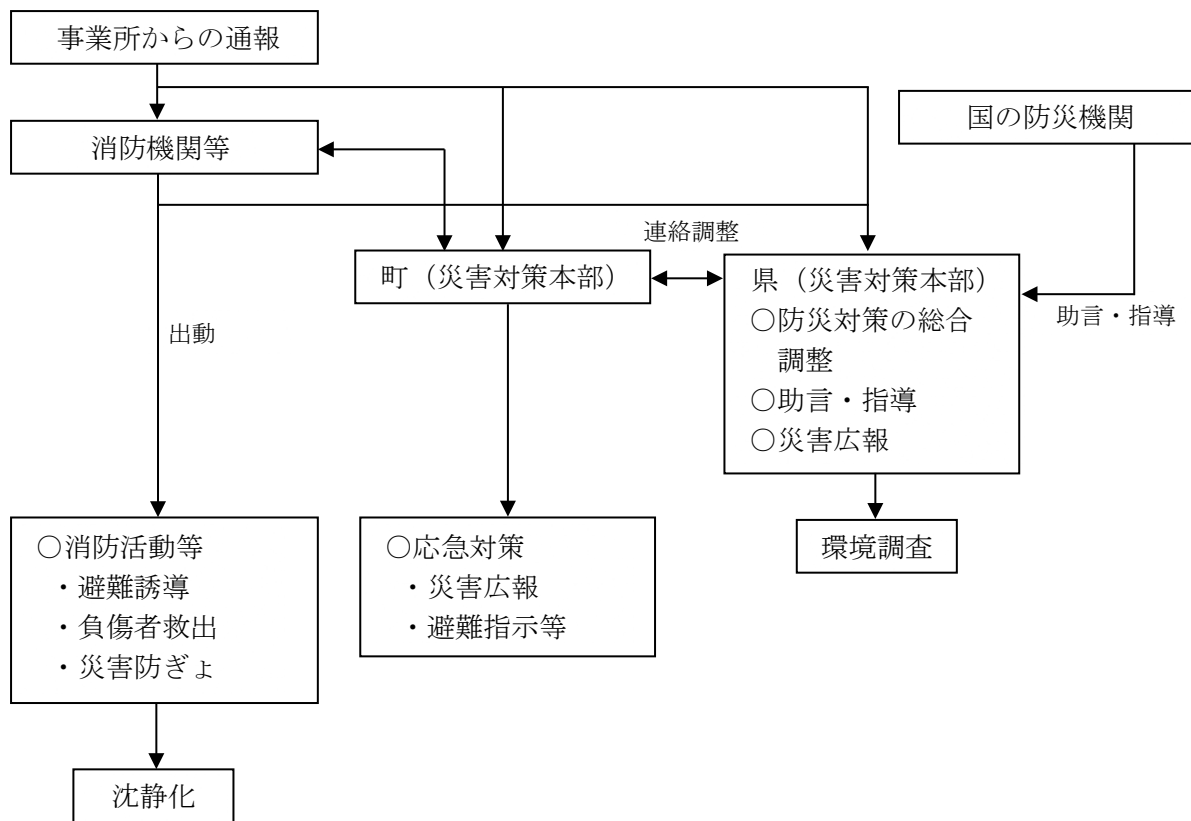 事業所からの通報
消防機関等
国の防災機関
連絡調整
町（災害対策本部）
県（災害対策本部）
○防災対策の総合
調整
○助言・指導
○災害広報
助言・指導
出動
○消防活動等
・避難誘導
・負傷者救出
・災害防ぎょ
○応急対策
・災害広報
・避難指示等
環境調査
沈静化